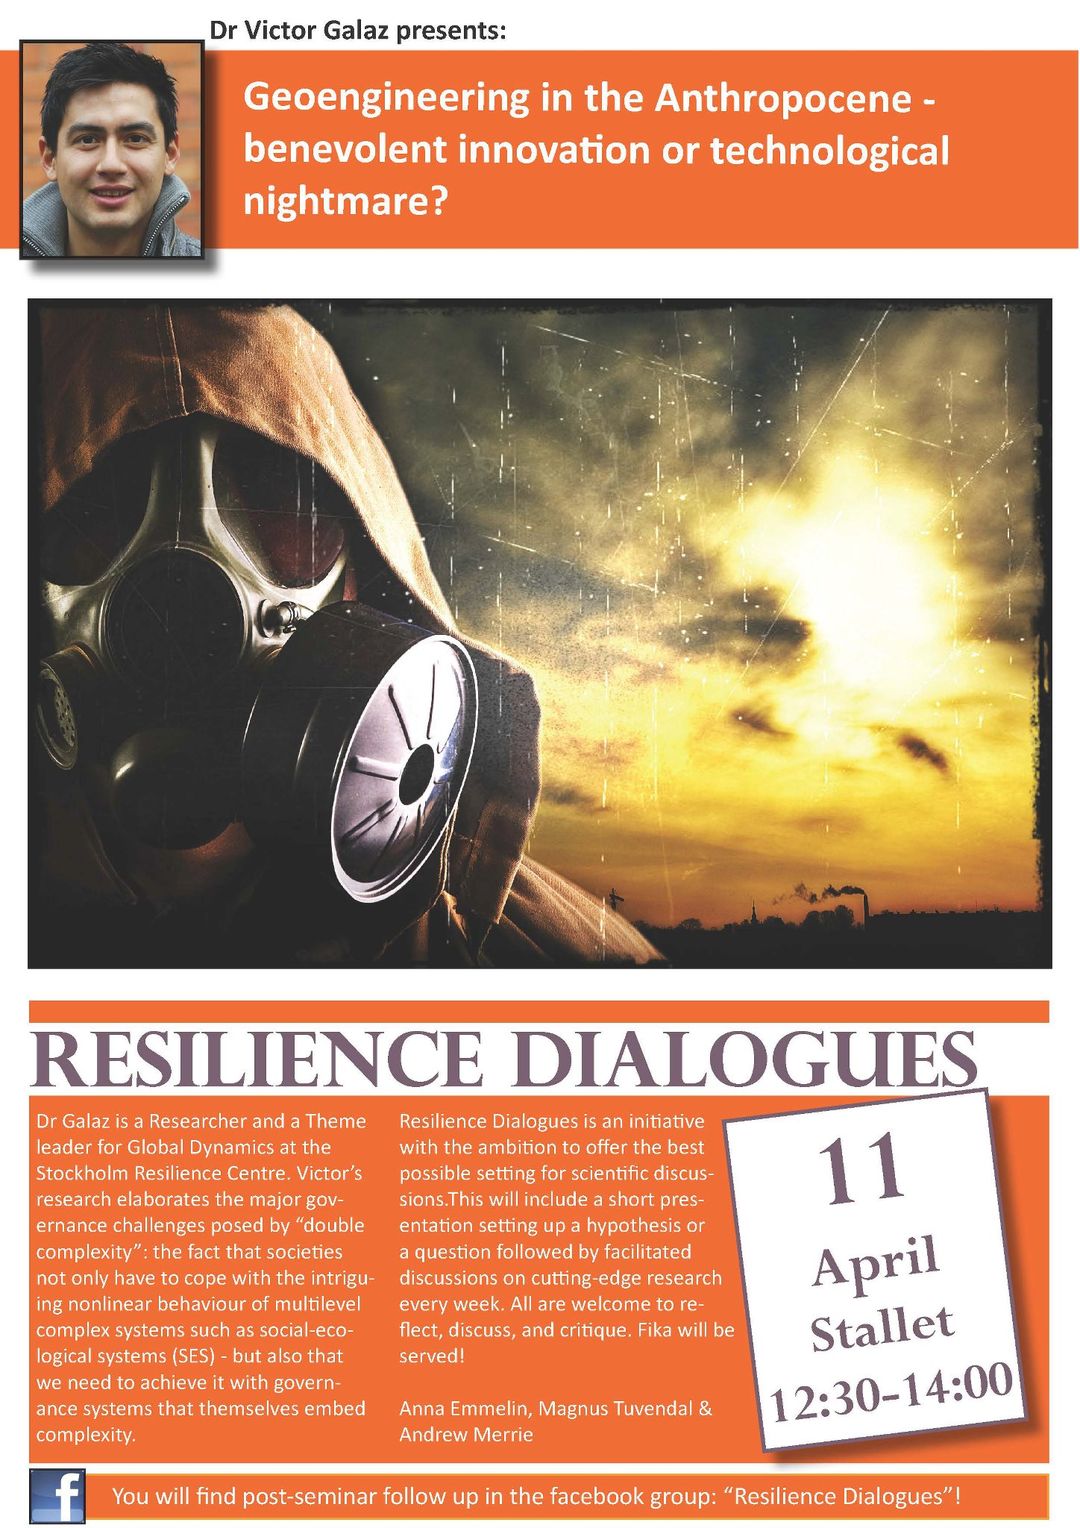 Dr Victor Galaz presents:
Geoengineering in the Anthropocene -
benevolent innovation or technological
nightmare?
RESILIENCE DIALOGUES
Dr Galaz is a Researcher and a Theme
leader for Global Dynamics at the
Stockholm Resilience Centre. Victor’s
research elaborates the major gov-
ernance challenges posed by “double
complexity”: the fact that societies
not only have to cope with the intrigu-
ing nonlinear behaviour of multilevel
complex systems such as social-eco-
logical systems (SES) - but also that
we need to achieve it with govern-
ance systems that themselves embed
complexity.
Resilience Dialogues is an initiative
with the ambition to offer the best
possible setting for scientific discus-
sions.This will include a short pres-
entation setting up a hypothesis or
a question followed by facilitated
discussions on cutting-edge research
every week. All are welcome to re-
flect, discuss, and critique. Fika will be
served!
Anna Emmelin, Magnus Tuvendal &
Andrew Merrie
11
April
Stallet
12:30-14:00
f
You will find post-seminar follow up in the facebook group: “Resilience Dialogues”!